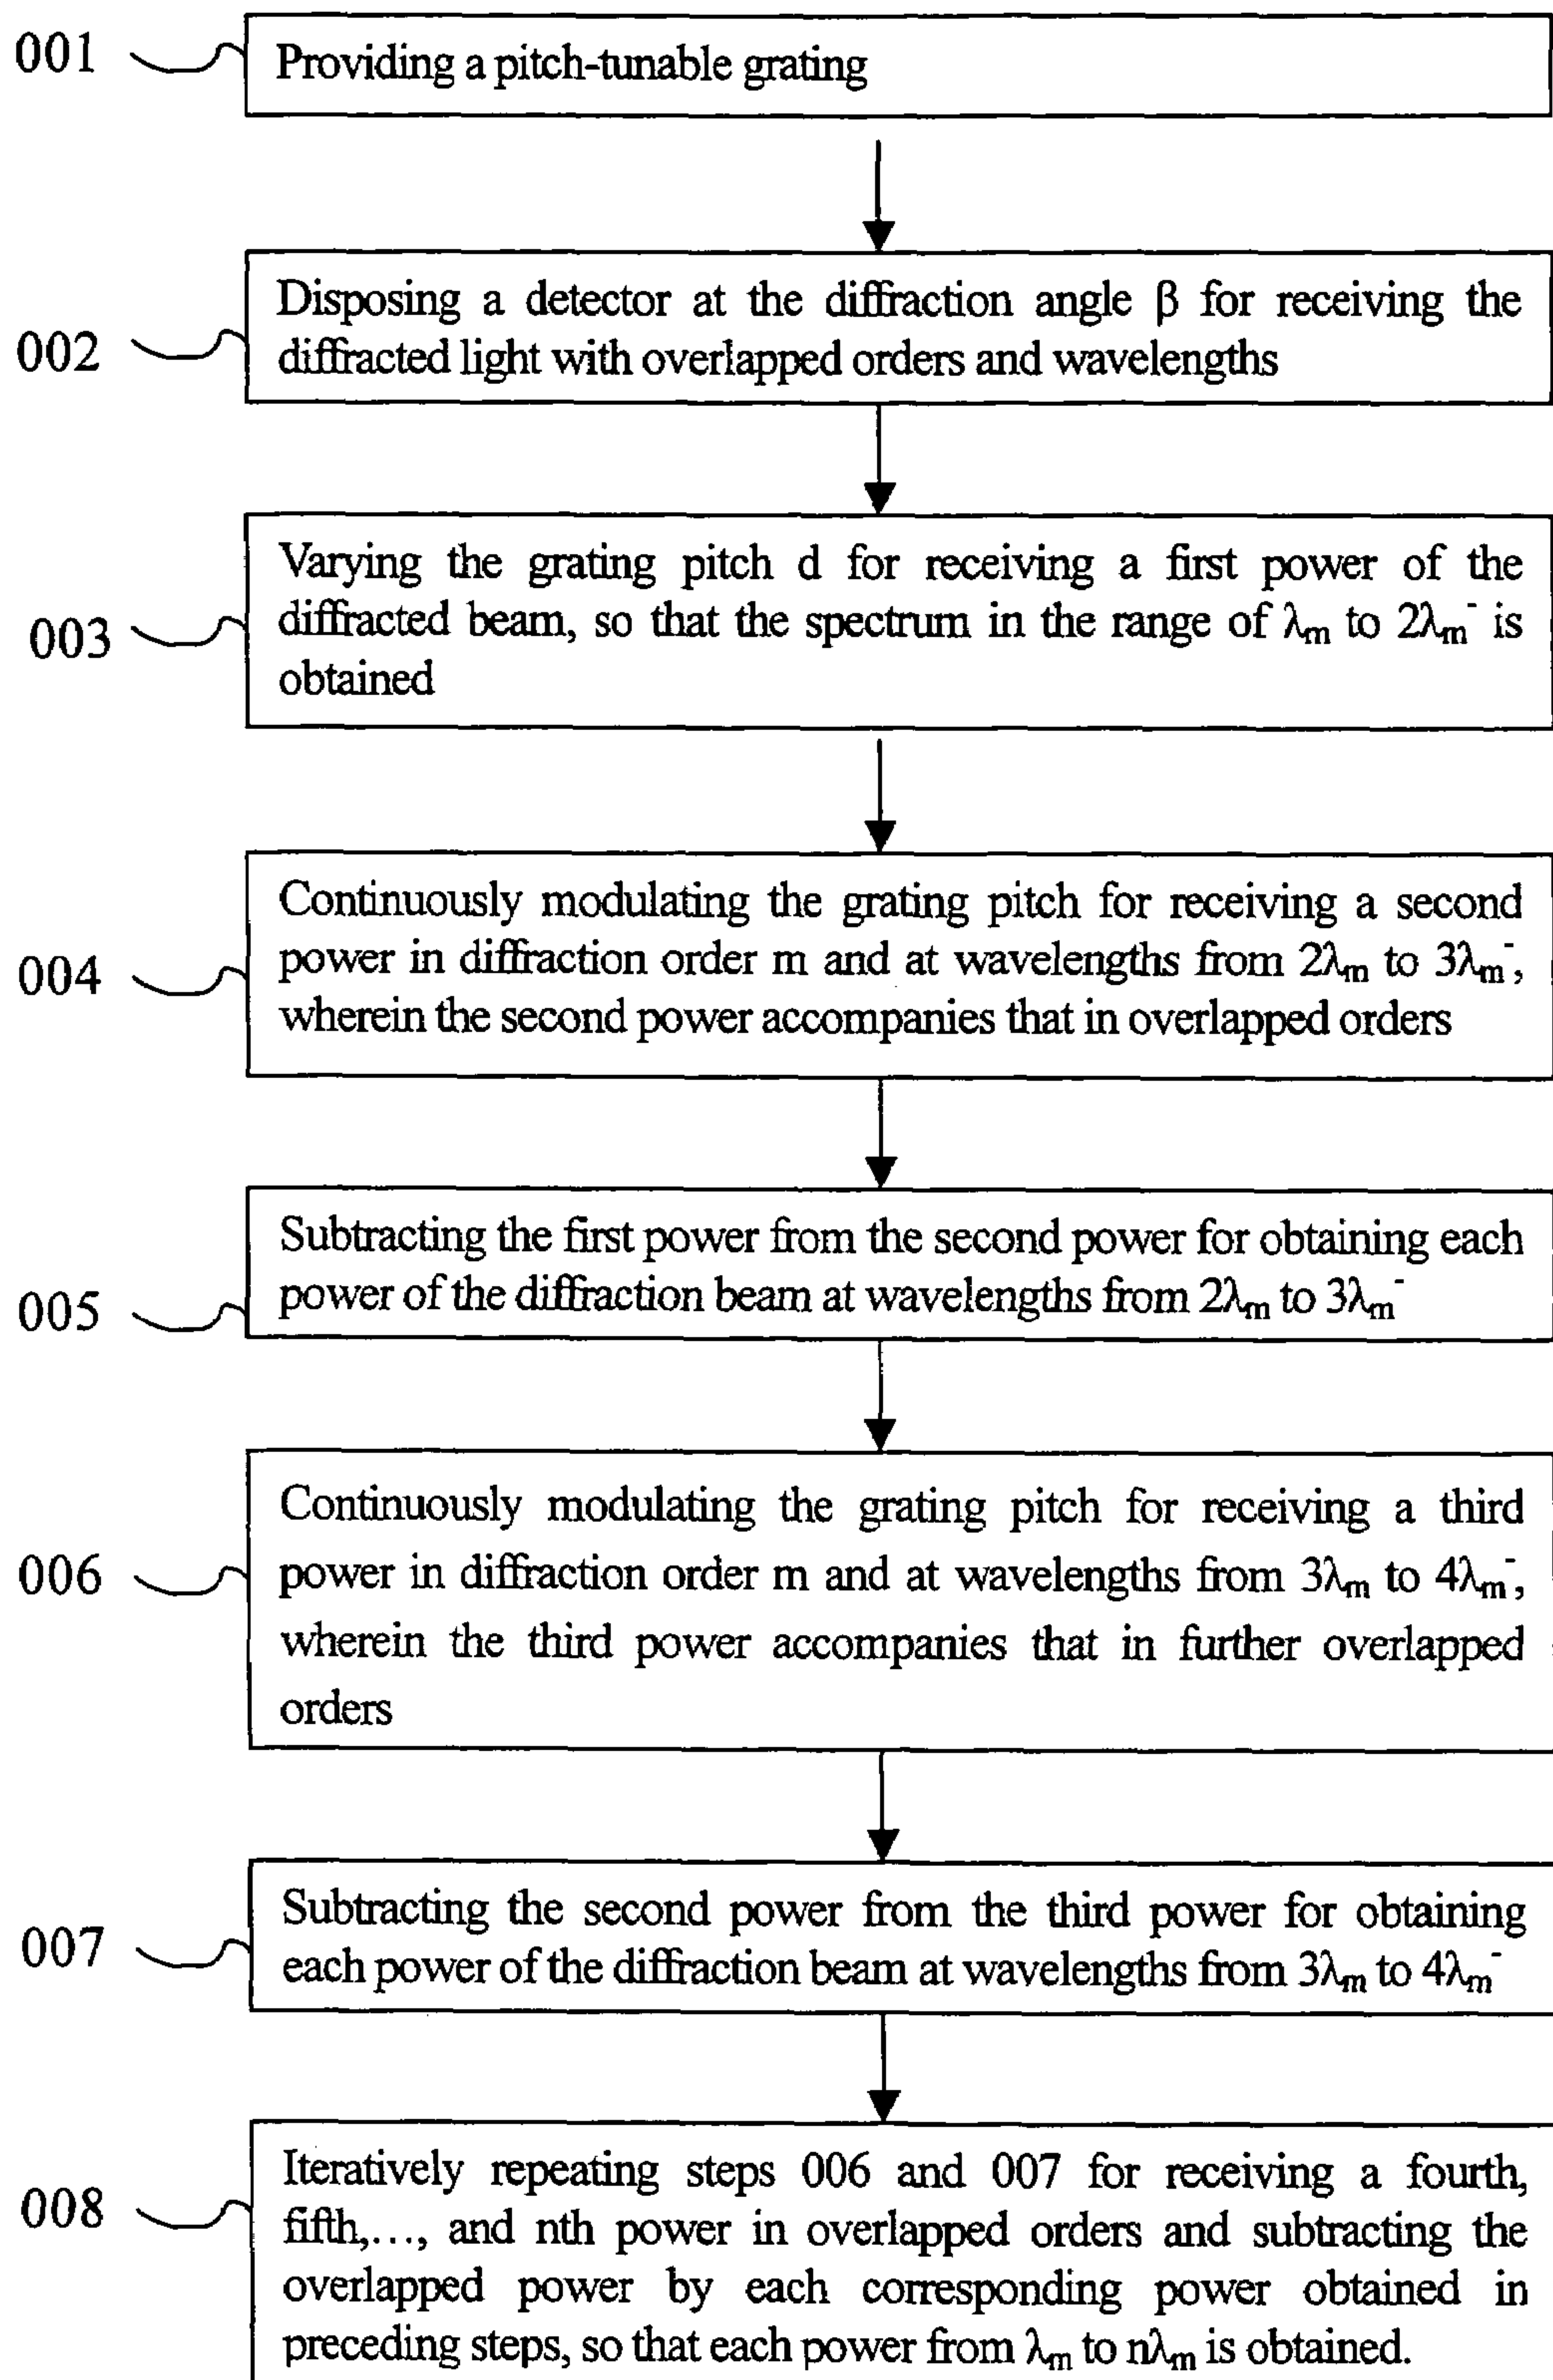 001
Providing a pitch-tunable grating
002
Disposing a detector at the diffraction angle β for receiving the
diffracted light with overlapped orders and wavelengths
003
Varying the grating pitch d for receiving a first power of the
diffracted beam, so that the spectrum in the range of λₘ to 2λₘ⁻ is
obtained
004
Continuously modulating the grating pitch for receiving a second
power in diffraction order m and at wavelengths from 2λₘ to 3λₘ⁻,
wherein the second power accompanies that in overlapped orders
005
Subtracting the first power from the second power for obtaining each
power of the diffraction beam at wavelengths from 2λₘ to 3λₘ⁻
006
Continuously modulating the grating pitch for receiving a third
power in diffraction order m and at wavelengths from 3λₘ to 4λₘ⁻,
wherein the third power accompanies that in further overlapped
orders
007
Subtracting the second power from the third power for obtaining
each power of the diffraction beam at wavelengths from 3λₘ to 4λₘ⁻
008
Iteratively repeating steps 006 and 007 for receiving a fourth,
fifth,…, and nth power in overlapped orders and subtracting the
overlapped power by each corresponding power obtained in
preceding steps, so that each power from λₘ to nλₘ is obtained.